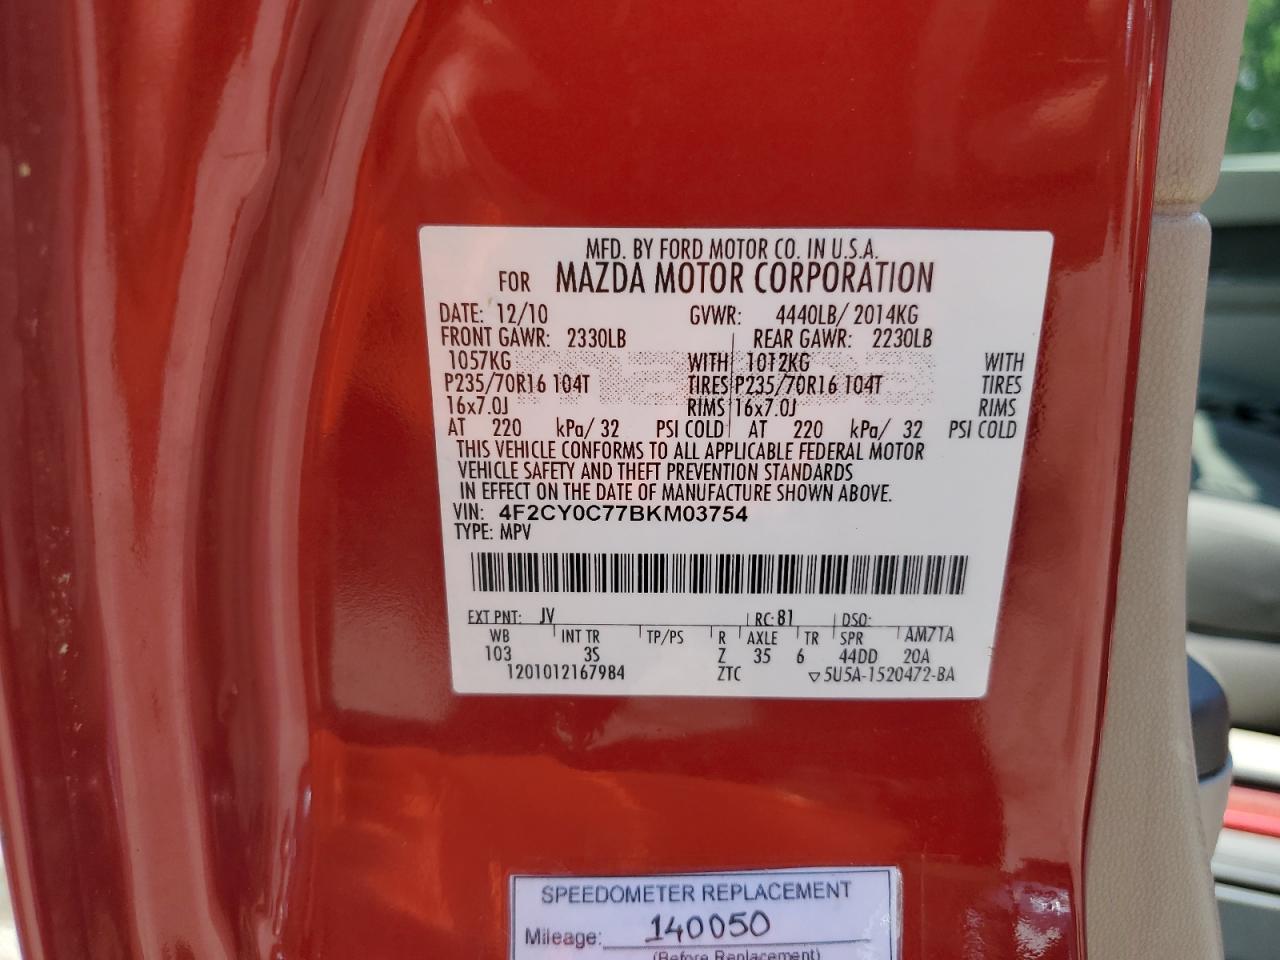 MFD. BY FORD MOTOR CO. IN U.S.A.
FOR MAZDA MOTOR CORPORATION
DATE: 12/10 GVWR: 4440LB/ 2014KG
FRONT GAWR: 2330LB REAR GAWR: 2230LB
1057KG WITH 1012KG WITH
P235/70R16 104T TIRES P235/70R16 104T TIRES
16x7.0J RIMS 16x7.0J RIMS
AT 220 kPa/ 32 PSI COLD AT 220 kPa/ 32 PSI COLD
THIS VEHICLE CONFORMS TO ALL APPLICABLE FEDERAL MOTOR
VEHICLE SAFETY AND THEFT PREVENTION STANDARDS
IN EFFECT ON THE DATE OF MANUFACTURE SHOWN ABOVE.
VIN: 4F2CY0C77BKM03754
TYPE: MPV
EXT PNT: JV RC: 81 DSO:
WB INT TR TP/PS R AXLE TR SPR AM71A
103 3S Z 35 6 44DD 20A
1201012167984 ZTC ▽5U5A-1520472-BA
SPEEDOMETER REPLACEMENT
Mileage: 140050
(Before Replacement)